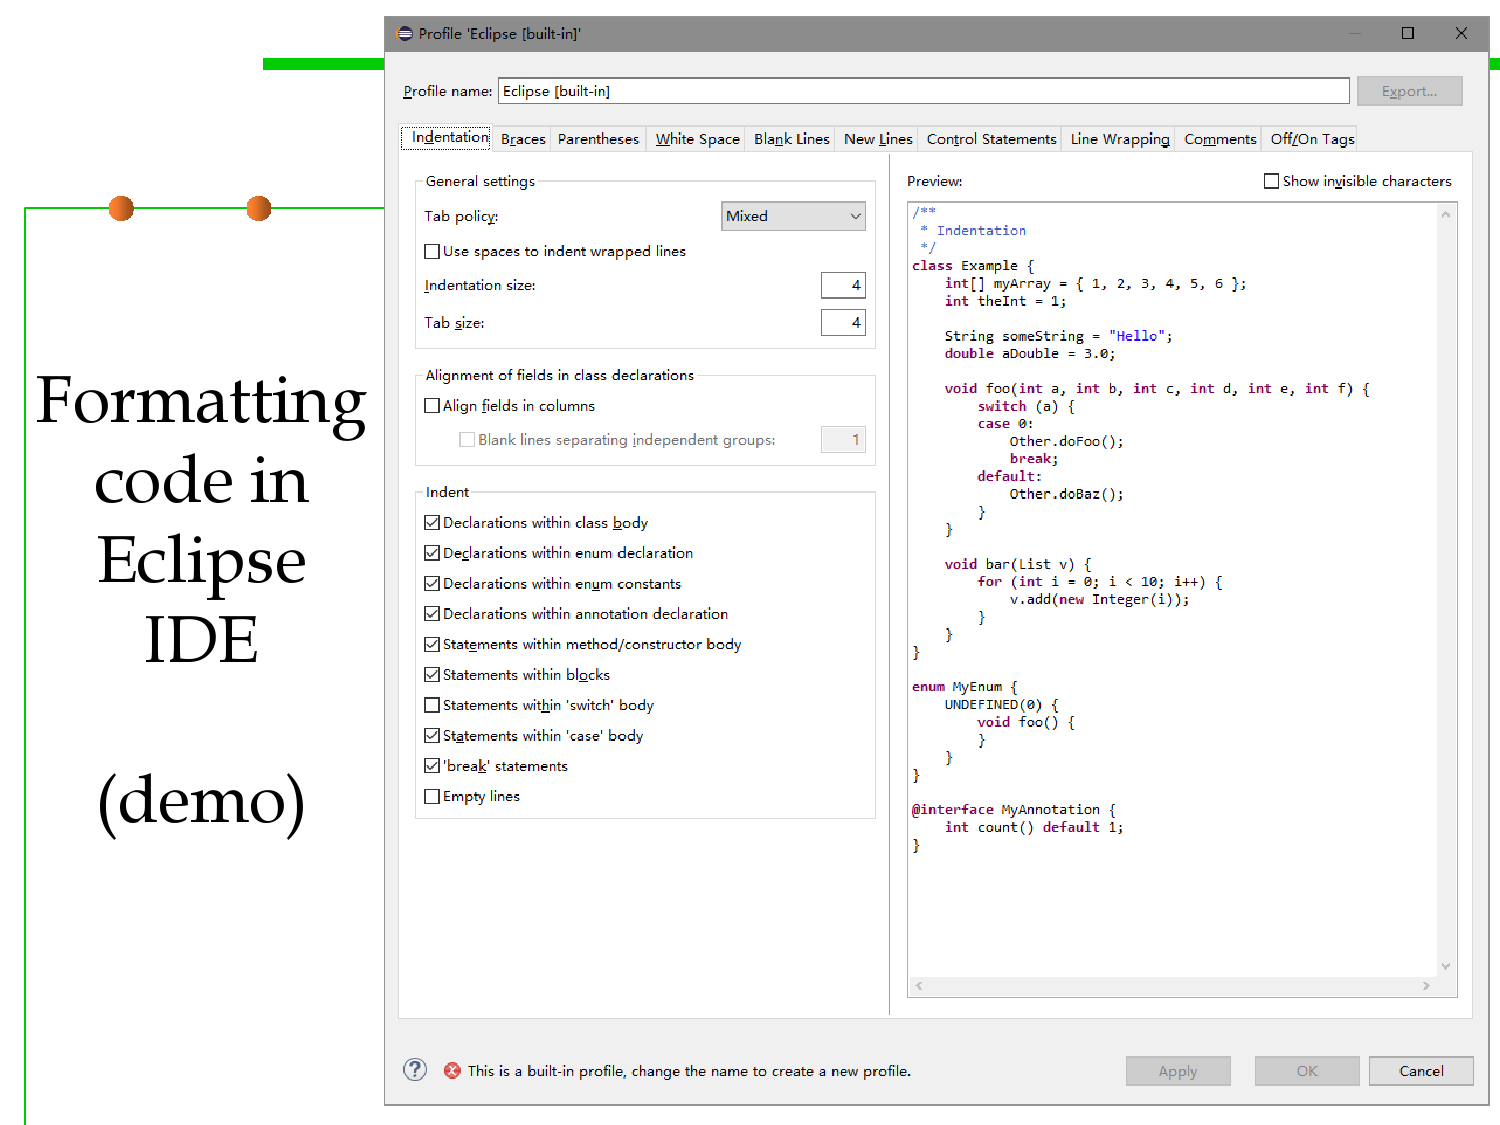 Formatting
code in
Eclipse
IDE
(demo)
Profile 'Eclipse [built-in]'
Profile name: Eclipse [built-in] Export...
Indentation Braces Parentheses White Space Blank Lines New Lines Control Statements Line Wrapping Comments Off/On Tags
General settings
Tab policy: Mixed
Use spaces to indent wrapped lines
Indentation size: 4
Tab size: 4
Alignment of fields in class declarations
Align fields in columns
Blank lines separating independent groups: 1
Indent
Declarations within class body
Declarations within enum declaration
Declarations within enum constants
Declarations within annotation declaration
Statements within method/constructor body
Statements within blocks
Statements within 'switch' body
Statements within 'case' body
'break' statements
Empty lines
Preview: Show invisible characters
/**
 * Indentation
 */
class Example {
    int[] myArray = { 1, 2, 3, 4, 5, 6 };
    int theInt = 1;
    String someString = "Hello";
    double aDouble = 3.0;
    void foo(int a, int b, int c, int d, int e, int f) {
        switch (a) {
        case 0:
            Other.doFoo();
            break;
        default:
            Other.doBaz();
        }
    }
    void bar(List v) {
        for (int i = 0; i < 10; i++) {
            v.add(new Integer(i));
        }
    }
}
enum MyEnum {
    UNDEFINED(0) {
        void foo() {
        }
    }
}
@interface MyAnnotation {
    int count() default 1;
}
This is a built-in profile, change the name to create a new profile.
Apply OK Cancel